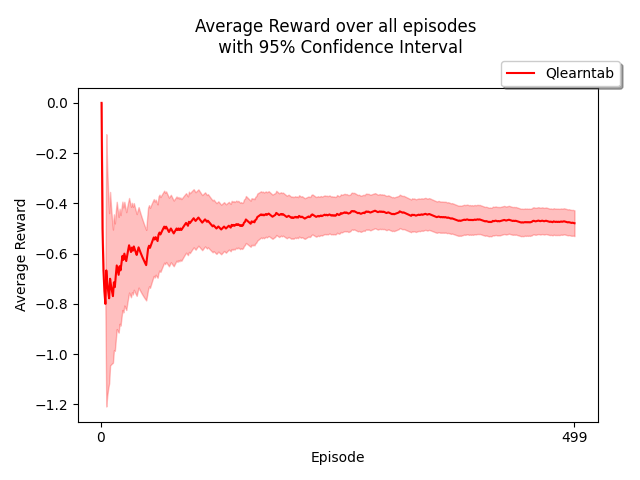 Average Reward over all episodes
with 95% Confidence Interval
Qlearntab
0.0
−0.2
−0.4
−0.6
−0.8
−1.0
−1.2
Average Reward
0
499
Episode